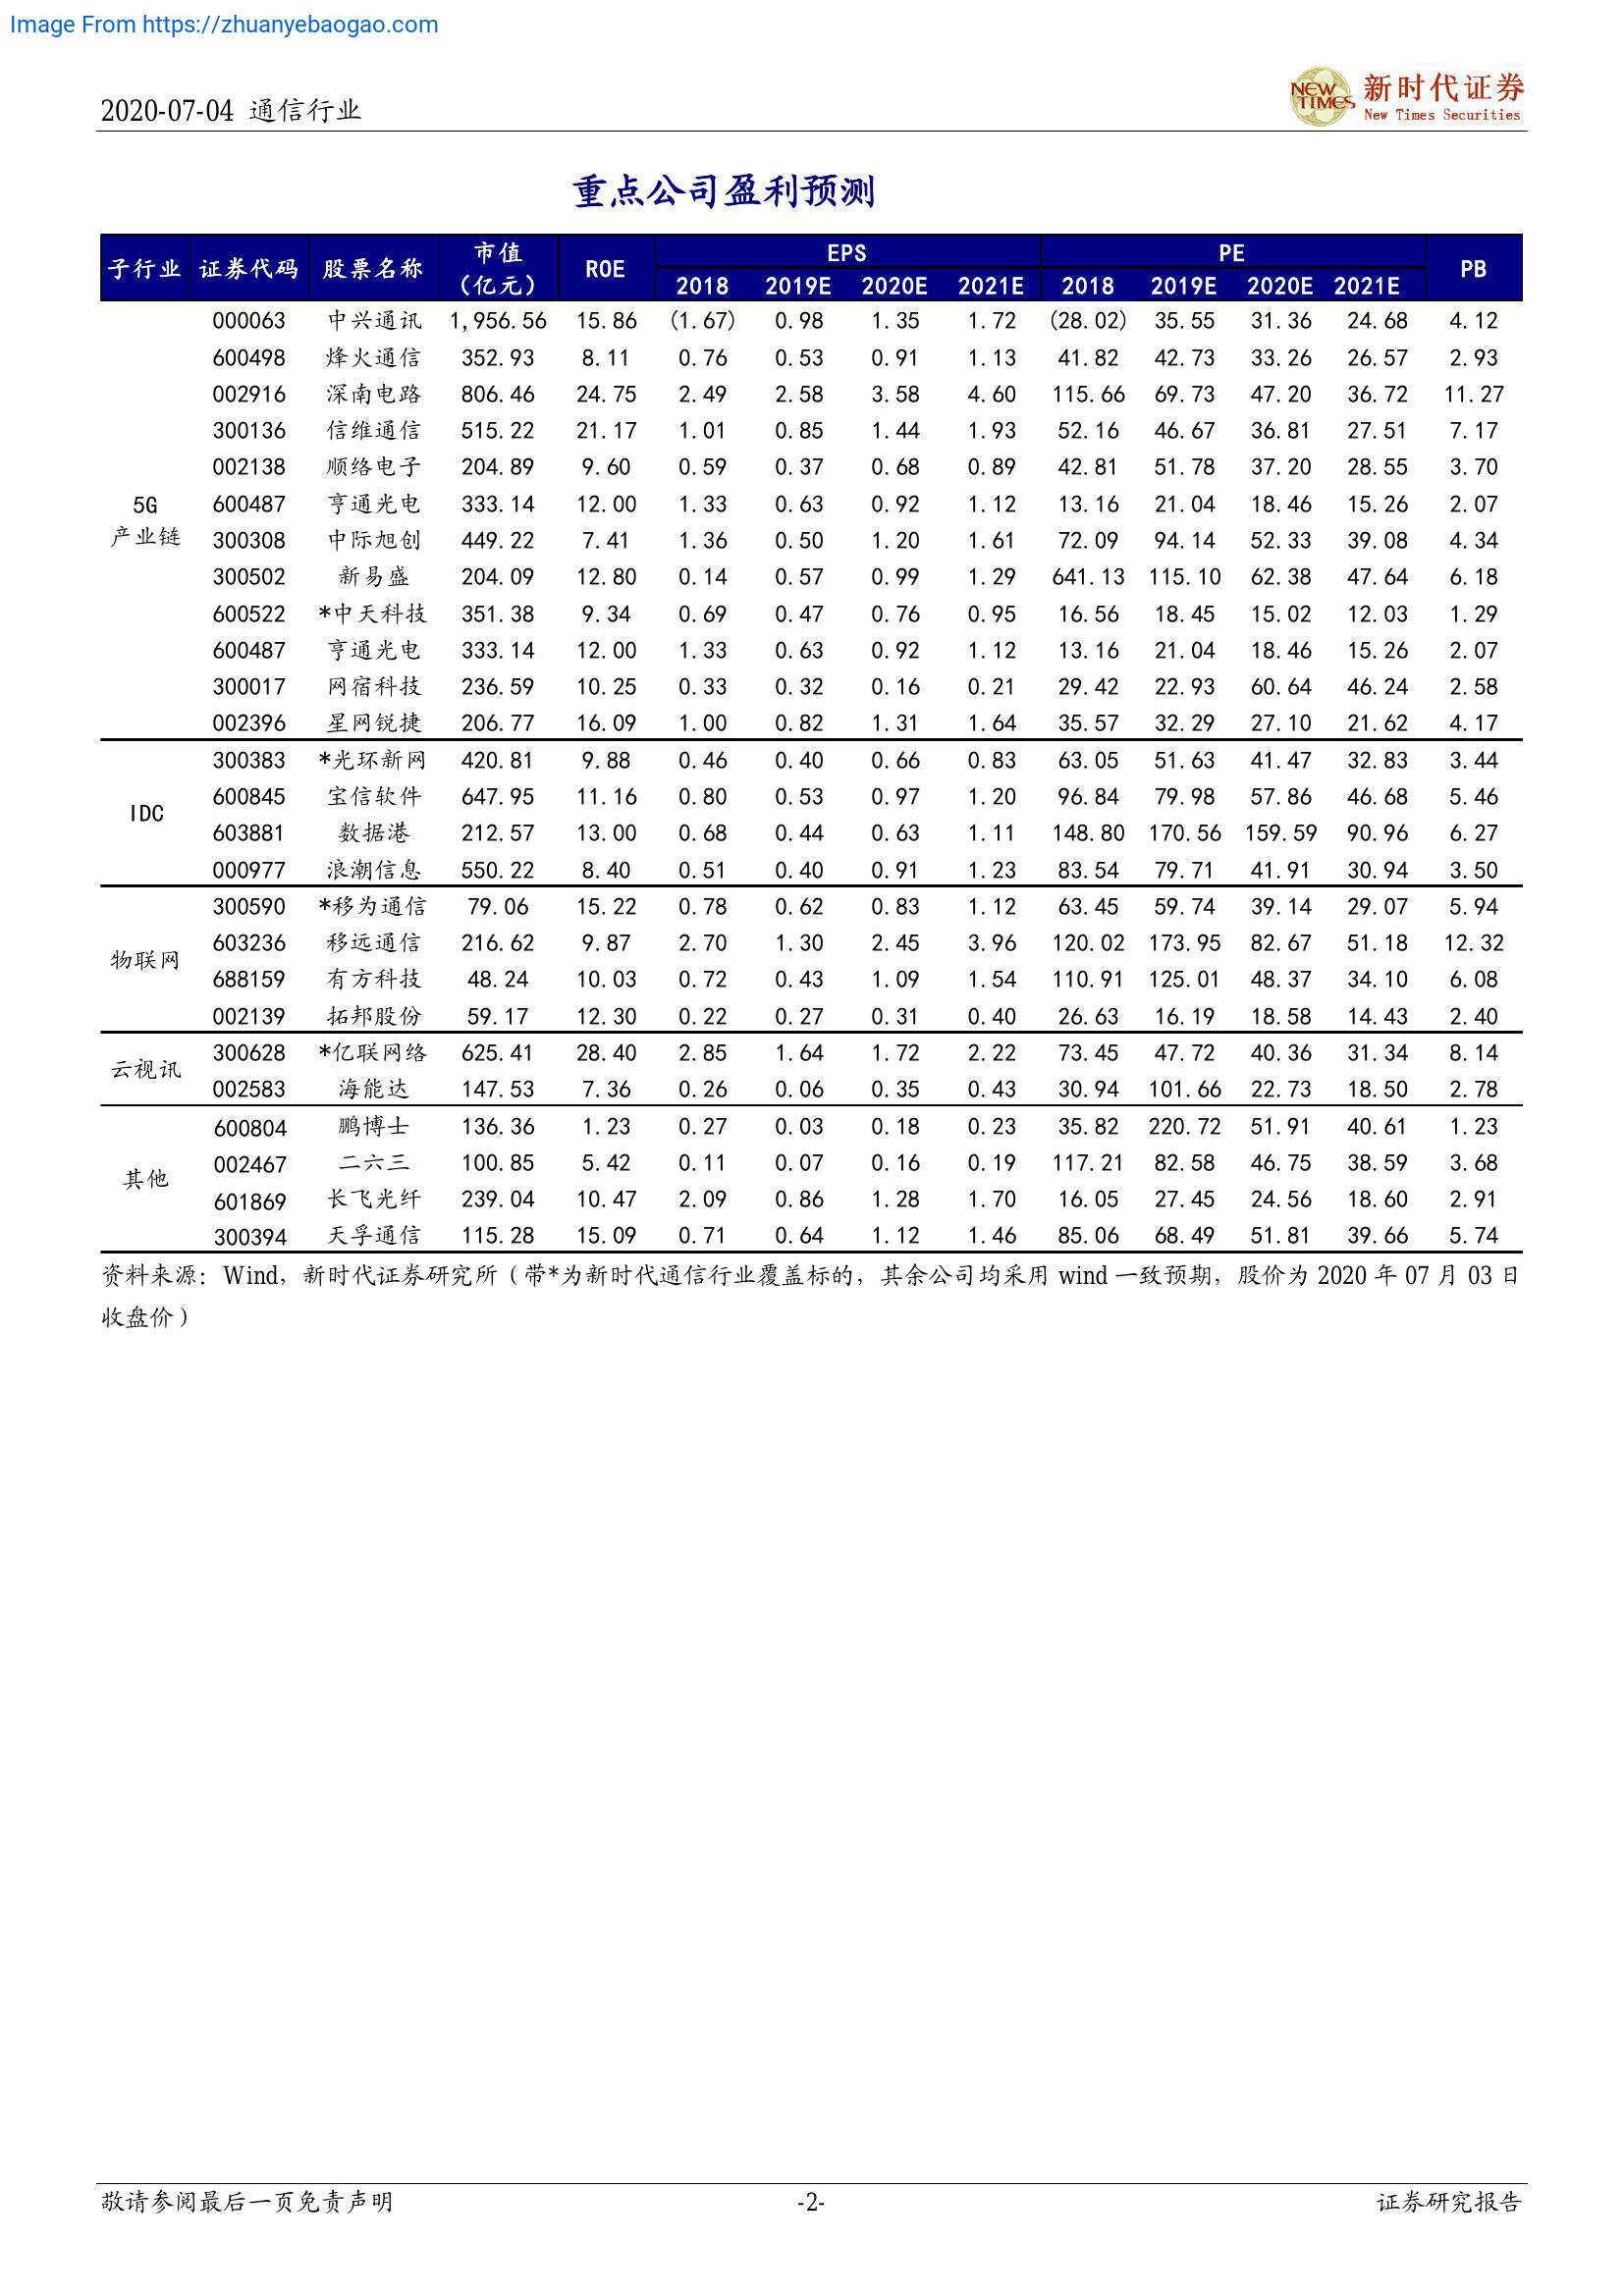 Image From https://zhuanyebaogao.com
2020-07-04 通信行业
NEW TIMES 新时代证券
New Times Securities
重点公司盈利预测
子行业 证券代码 股票名称 市值（亿元） ROE EPS PE PB
2018 2019E 2020E 2021E 2018 2019E 2020E 2021E
000063 中兴通讯 1,956.56 15.86 (1.67) 0.98 1.35 1.72 (28.02) 35.55 31.36 24.68 4.12
600498 烽火通信 352.93 8.11 0.76 0.53 0.91 1.13 41.82 42.73 33.26 26.57 2.93
002916 深南电路 806.46 24.75 2.49 2.58 3.58 4.60 115.66 69.73 47.20 36.72 11.27
300136 信维通信 515.22 21.17 1.01 0.85 1.44 1.93 52.16 46.67 36.81 27.51 7.17
002138 顺络电子 204.89 9.60 0.59 0.37 0.68 0.89 42.81 51.78 37.20 28.55 3.70
5G
产业链
600487 亨通光电 333.14 12.00 1.33 0.63 0.92 1.12 13.16 21.04 18.46 15.26 2.07
300308 中际旭创 449.22 7.41 1.36 0.50 1.20 1.61 72.09 94.14 52.33 39.08 4.34
300502 新易盛 204.09 12.80 0.14 0.57 0.99 1.29 641.13 115.10 62.38 47.64 6.18
600522 *中天科技 351.38 9.34 0.69 0.47 0.76 0.95 16.56 18.45 15.02 12.03 1.29
600487 亨通光电 333.14 12.00 1.33 0.63 0.92 1.12 13.16 21.04 18.46 15.26 2.07
300017 网宿科技 236.59 10.25 0.33 0.32 0.16 0.21 29.42 22.93 60.64 46.24 2.58
002396 星网锐捷 206.77 16.09 1.00 0.82 1.31 1.64 35.57 32.29 27.10 21.62 4.17
300383 *光环新网 420.81 9.88 0.46 0.40 0.66 0.83 63.05 51.63 41.47 32.83 3.44
600845 宝信软件 647.95 11.16 0.80 0.53 0.97 1.20 96.84 79.98 57.86 46.68 5.46
IDC
603881 数据港 212.57 13.00 0.68 0.44 0.63 1.11 148.80 170.56 159.59 90.96 6.27
000977 浪潮信息 550.22 8.40 0.51 0.40 0.91 1.23 83.54 79.71 41.91 30.94 3.50
300590 *移为通信 79.06 15.22 0.78 0.62 0.83 1.12 63.45 59.74 39.14 29.07 5.94
603236 移远通信 216.62 9.87 2.70 1.30 2.45 3.96 120.02 173.95 82.67 51.18 12.32
物联网
688159 有方科技 48.24 10.03 0.72 0.43 1.09 1.54 110.91 125.01 48.37 34.10 6.08
002139 拓邦股份 59.17 12.30 0.22 0.27 0.31 0.40 26.63 16.19 18.58 14.43 2.40
300628 *亿联网络 625.41 28.40 2.85 1.64 1.72 2.22 73.45 47.72 40.36 31.34 8.14
云视讯
002583 海能达 147.53 7.36 0.26 0.06 0.35 0.43 30.94 101.66 22.73 18.50 2.78
600804 鹏博士 136.36 1.23 0.27 0.03 0.18 0.23 35.82 220.72 51.91 40.61 1.23
002467 二六三 100.85 5.42 0.11 0.07 0.16 0.19 117.21 82.58 46.75 38.59 3.68
其他
601869 长飞光纤 239.04 10.47 2.09 0.86 1.28 1.70 16.05 27.45 24.56 18.60 2.91
300394 天孚通信 115.28 15.09 0.71 0.64 1.12 1.46 85.06 68.49 51.81 39.66 5.74
资料来源：Wind，新时代证券研究所（带*为新时代通信行业覆盖标的，其余公司均采用 wind 一致预期，股价为 2020 年 07 月 03 日
收盘价）
敬请参阅最后一页免责声明 -2- 证券研究报告